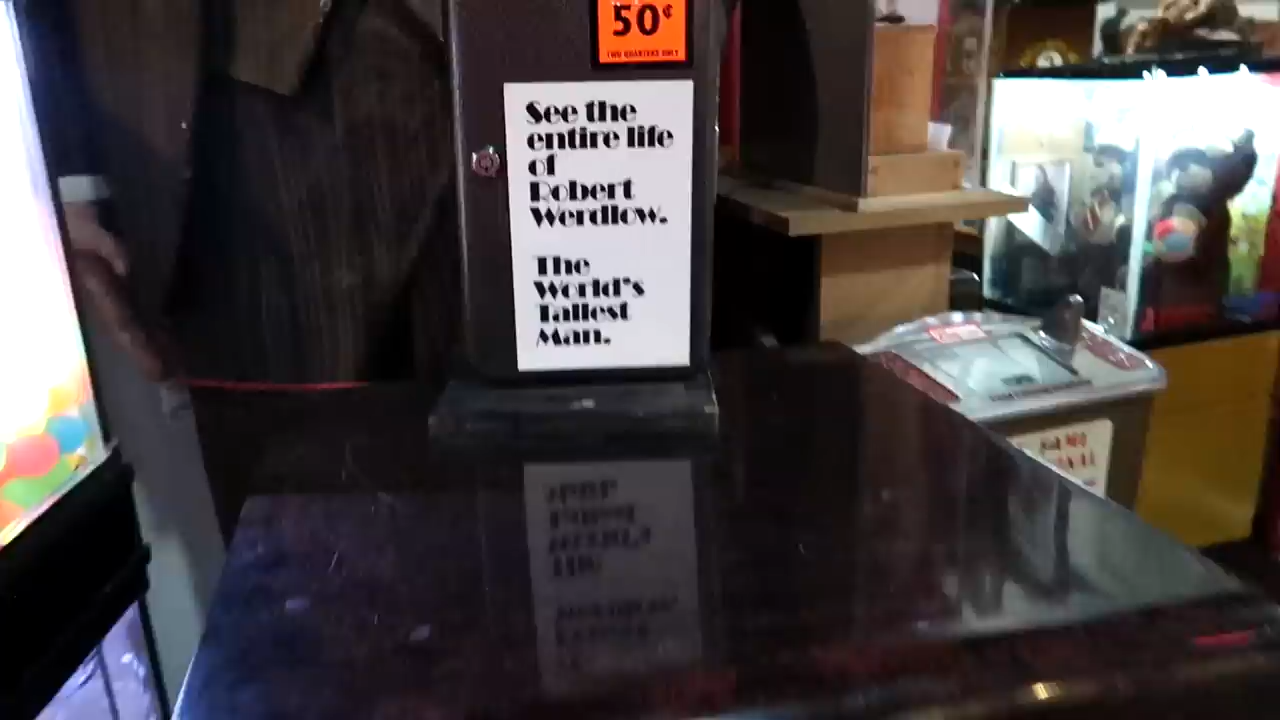 50¢
TWO QUARTERS ONLY
See the
entire life
of
Robert
Werdlow.
The
World's
Tallest
Man.